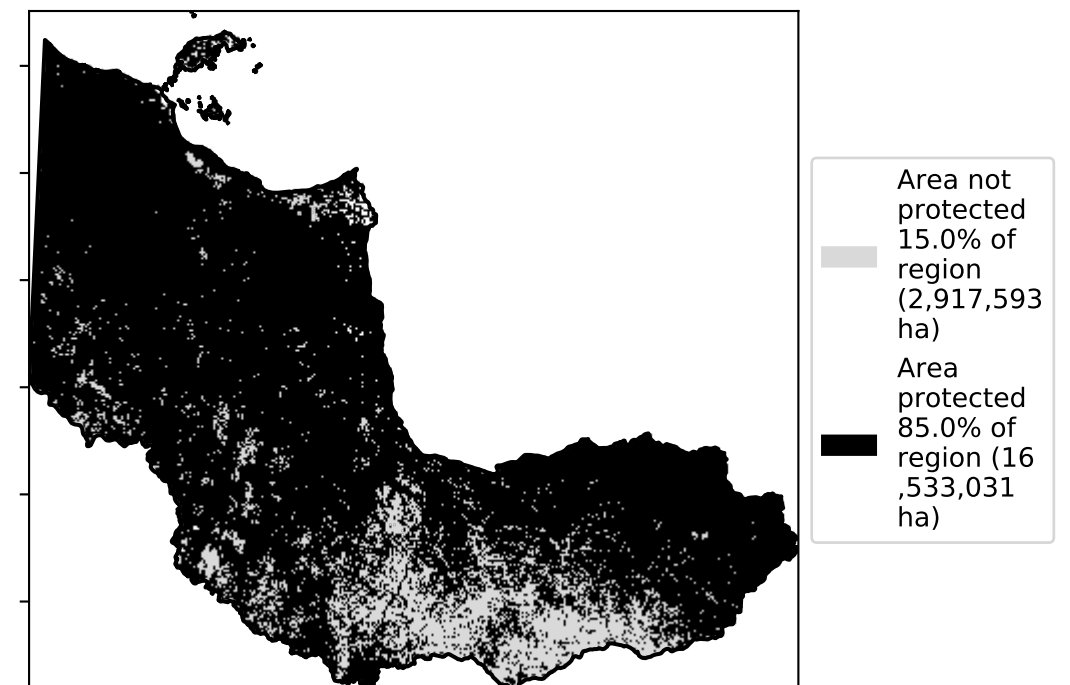 Area not
protected
15.0% of
region
(2,917,593
ha)
Area
protected
85.0% of
region (16
,533,031
ha)